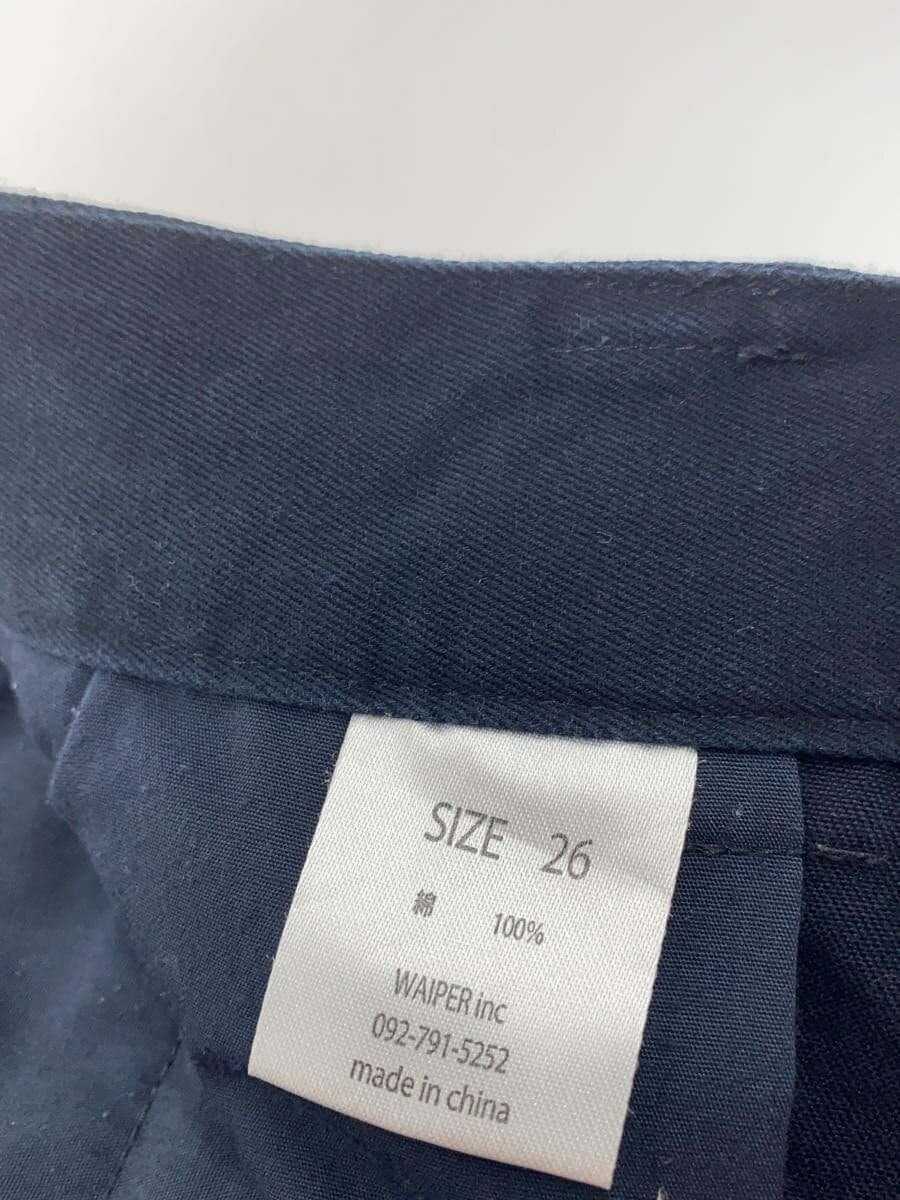 SIZE 26
綿 100%
WAIPER inc
092-791-5252
made in china